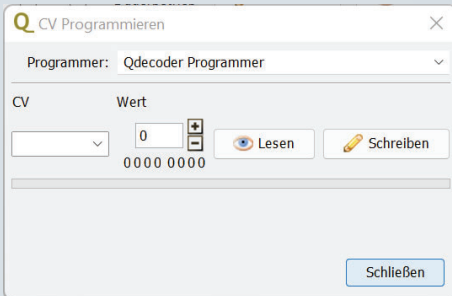 Q CV Programmieren
Programmer: Qdecoder Programmer
CV Wert
0 + - Lesen Schreiben
0000 0000
Schließen